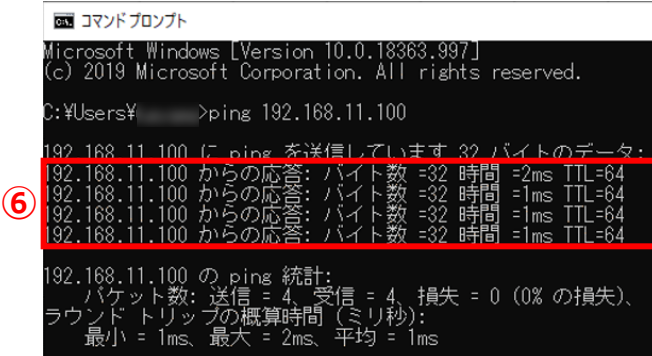 コマンド プロンプト
Microsoft Windows [Version 10.0.18363.997]
(c) 2019 Microsoft Corporation. All rights reserved.
C:¥Users¥ >ping 192.168.11.100
192.168.11.100 に ping を送信しています 32 バイトのデータ:
⑥
192.168.11.100 からの応答: バイト数 =32 時間 =2ms TTL=64
192.168.11.100 からの応答: バイト数 =32 時間 =1ms TTL=64
192.168.11.100 からの応答: バイト数 =32 時間 =1ms TTL=64
192.168.11.100 からの応答: バイト数 =32 時間 =1ms TTL=64
192.168.11.100 の ping 統計:
パケット数: 送信 = 4、受信 = 4、損失 = 0 (0% の損失)、
ラウンド トリップの概算時間 (ミリ秒):
最小 = 1ms、最大 = 2ms、平均 = 1ms